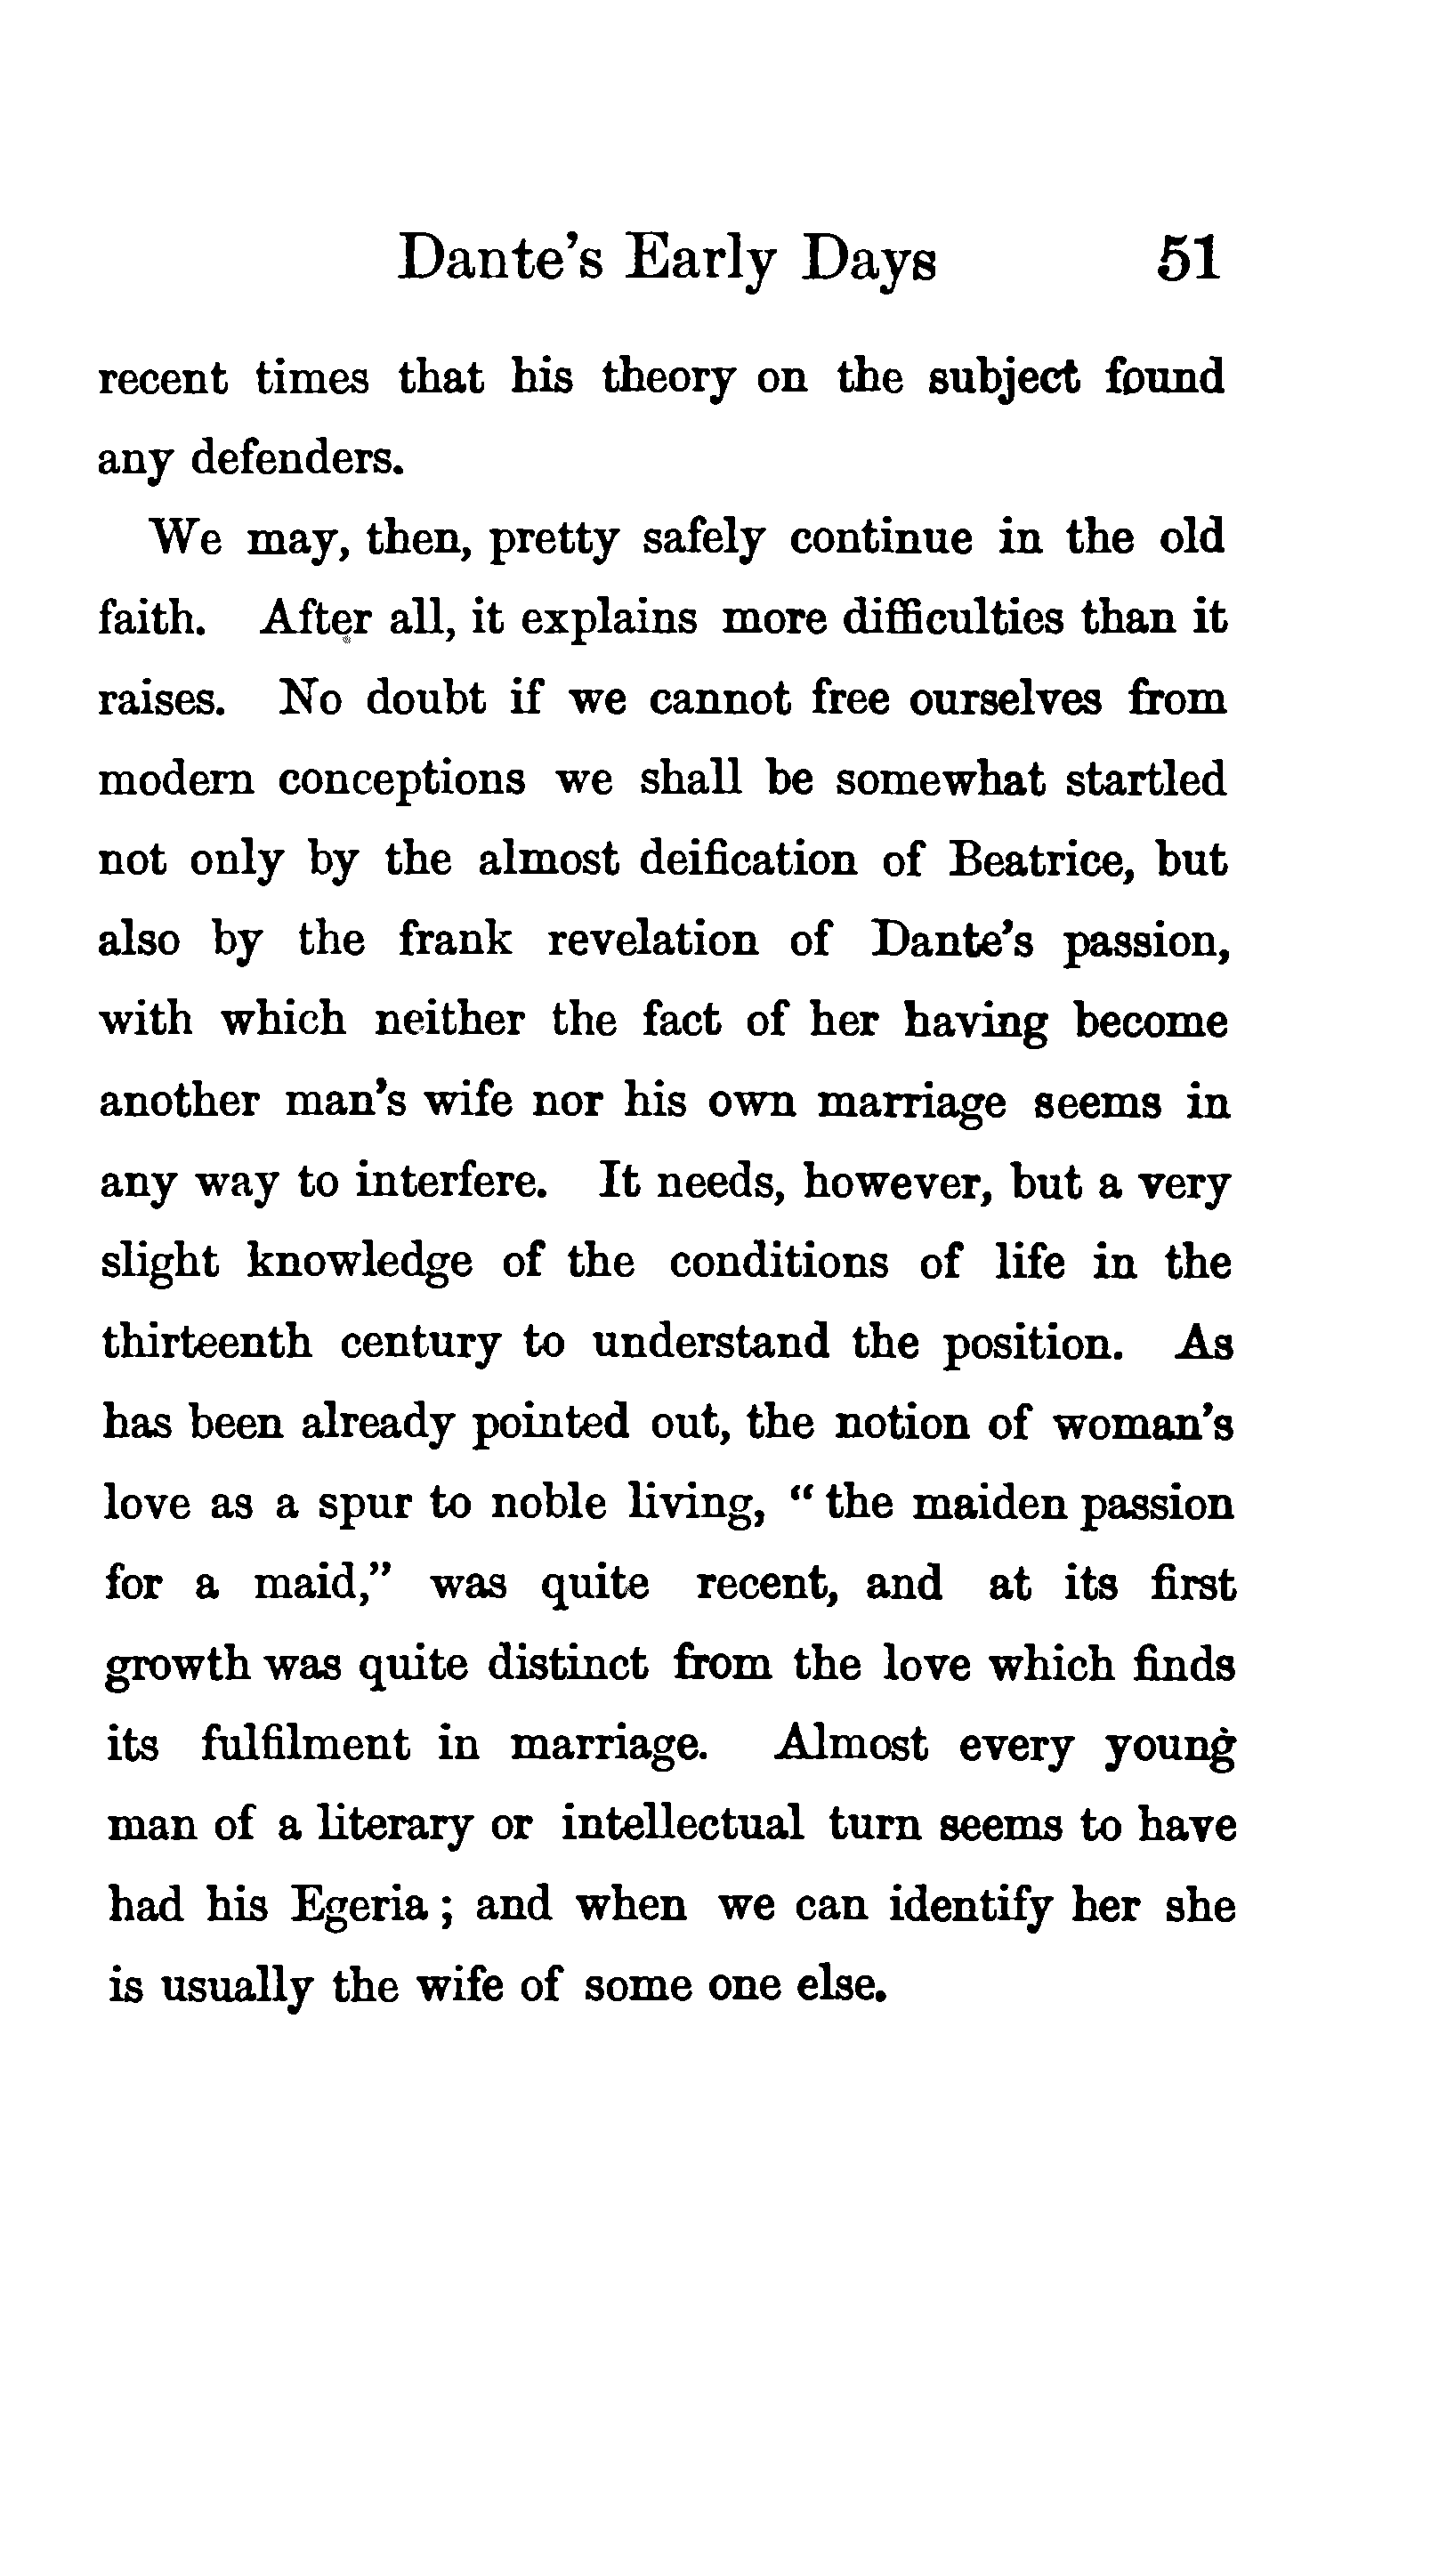 Dante's Early Days 51
recent times that his theory on the subject found
any defenders.
We may, then, pretty safely continue in the old
faith. After all, it explains more difficulties than it
raises. No doubt if we cannot free ourselves from
modern conceptions we shall be somewhat startled
not only by the almost deification of Beatrice, but
also by the frank revelation of Dante's passion,
with which neither the fact of her having become
another man's wife nor his own marriage seems in
any way to interfere. It needs, however, but a very
slight knowledge of the conditions of life in the
thirteenth century to understand the position. As
has been already pointed out, the notion of woman's
love as a spur to noble living, "the maiden passion
for a maid," was quite recent, and at its first
growth was quite distinct from the love which finds
its fulfilment in marriage. Almost every young
man of a literary or intellectual turn seems to have
had his Egeria; and when we can identify her she
is usually the wife of some one else.